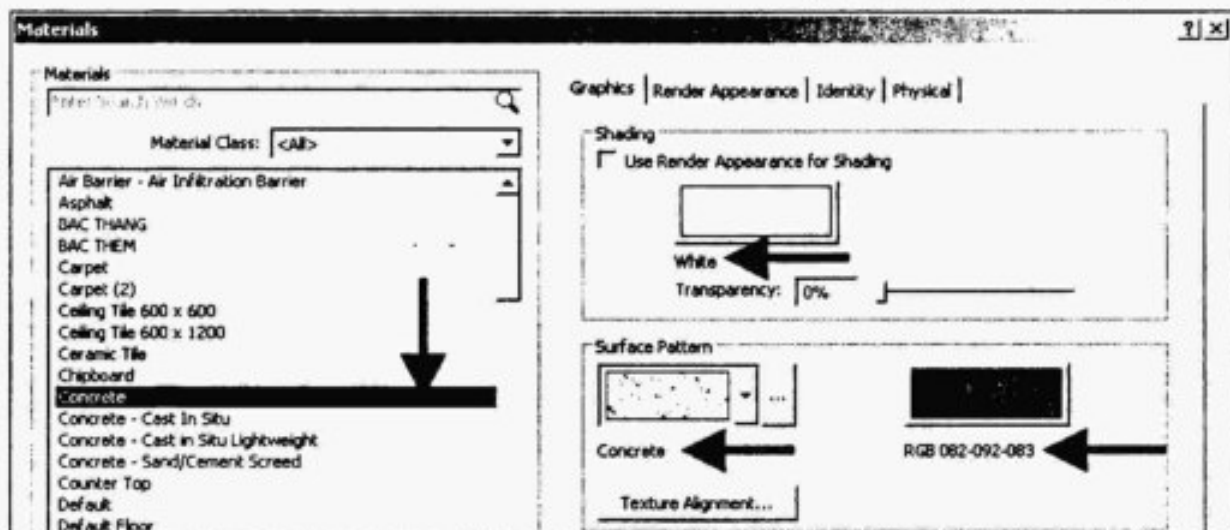 Materials
Materials
Enter Search Words
Material Class: <All>
Air Barrier - Air Infiltration Barrier
Asphalt
BAC THANG
BAC THEM
Carpet
Carpet (2)
Ceiling Tile 600 x 600
Ceiling Tile 600 x 1200
Ceramic Tile
Chipboard
Concrete
Concrete - Cast In Situ
Concrete - Cast in Situ Lightweight
Concrete - Sand/Cement Screed
Counter Top
Default
Default Floor
Graphics
Render Appearance
Identity
Physical
Shading
Use Render Appearance for Shading
White
Transparency: 0%
Surface Pattern
...
Concrete
RGB 082-092-083
Texture Alignment...